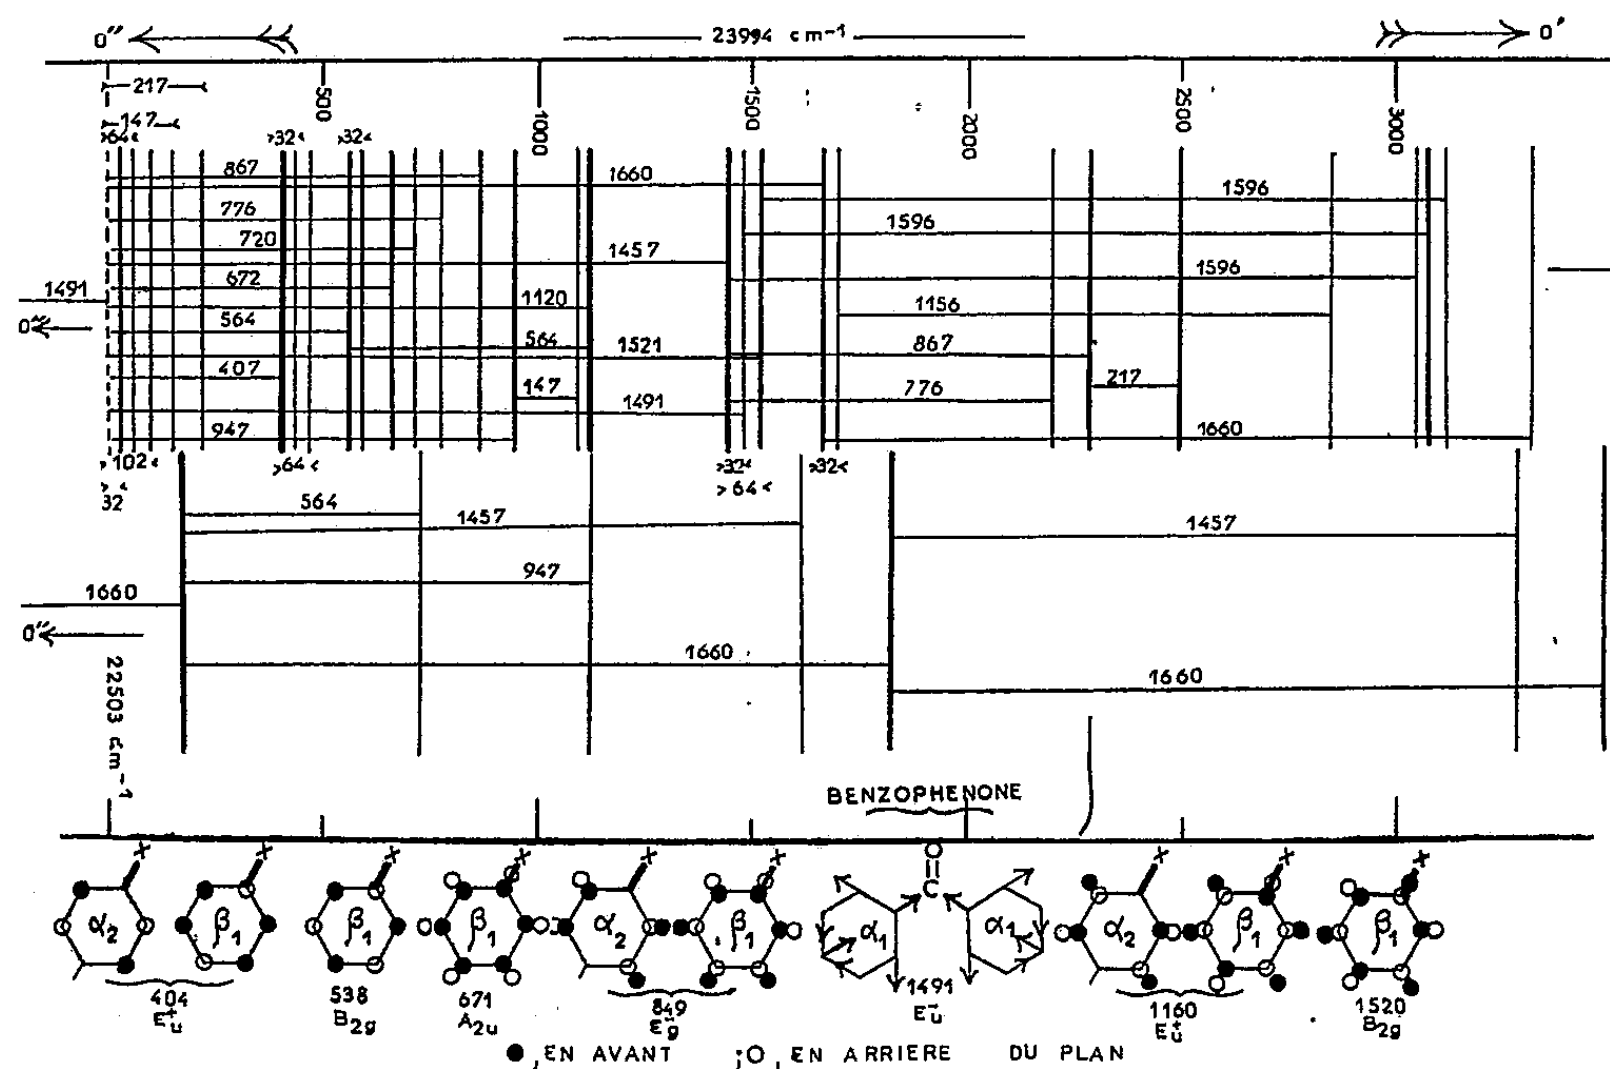 0″ 23994 cm⁻¹ 0′
217
147 500 1000 1500 2000 2500 3000
>64< >32< >32<
867 1660 1596
776 1596
720 1457 1596
672
1491 1120 1156
0″ 564 564 1521 867
407 147 217
1491 776
947 1660
102 >64< >32< >32<
32 >64<
564 1457 1457
947
1660
0″ 1660 1660
22503 cm⁻¹
BENZOPHENONE
X X X X X X O X X X
C
α₂ β₁ β₁ β₁ α₂ β₁ α₁ α₁ α₂ β₁ β₁
404 538 671 849 1491 1160 1520
E⁺u B₂g A₂u E⁻g E⁻u E⁺u B₂g
●, EN AVANT ;O, EN ARRIERE DU PLAN